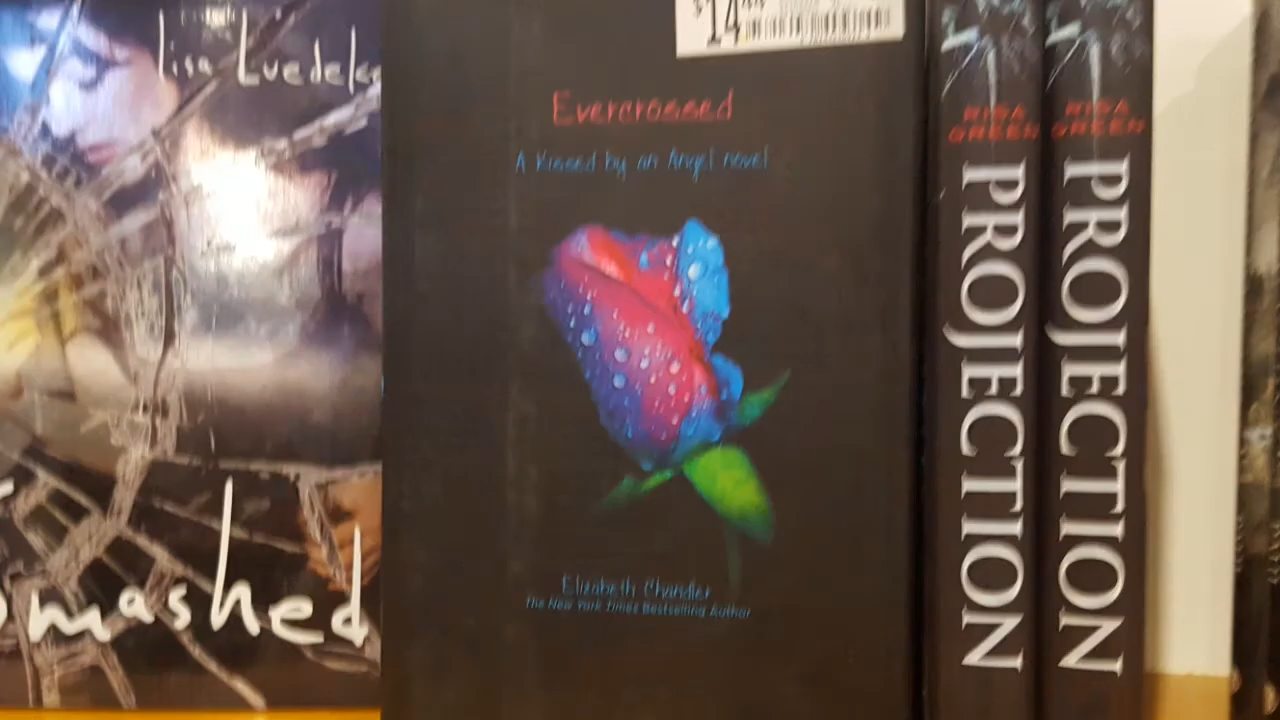 Lisa Luedek
smashed
$14
Evercrossed
A Kissed by an Angel novel
Elizabeth Chandler
The New York Times Bestselling Author
RISA
GREEN
PROJECTION
RISA
GREEN
PROJECTION